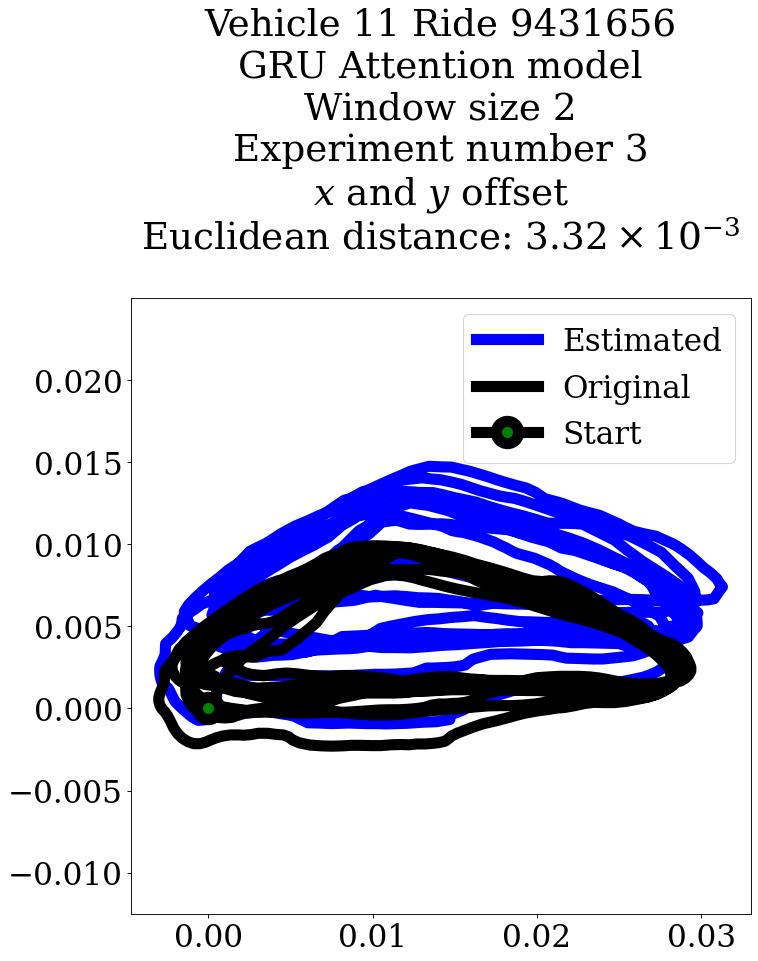 Vehicle 11 Ride 9431656
GRU Attention model
Window size 2
Experiment number 3
x and y offset
Euclidean distance: 3.32 × 10⁻³
Estimated
Original
Start
0.020
0.015
0.010
0.005
0.000
−0.005
−0.010
0.00 0.01 0.02 0.03